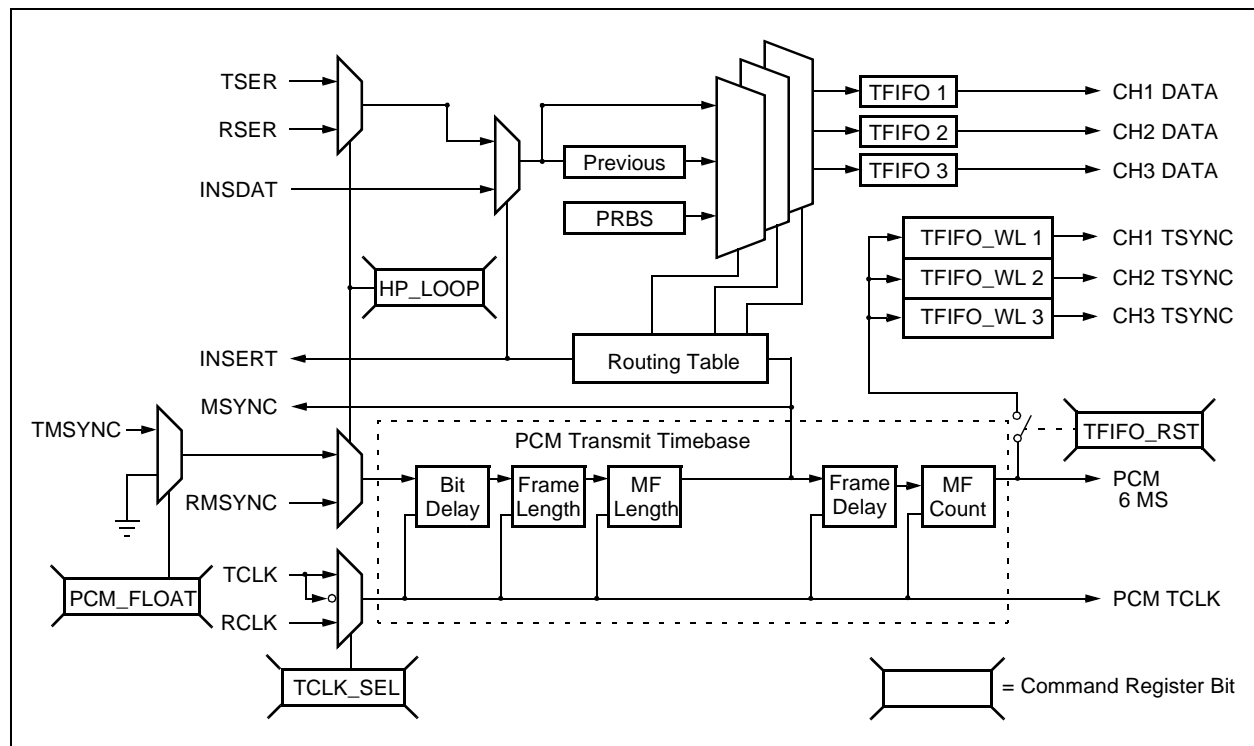 TSER
RSER
INSDAT
Previous
PRBS
TFIFO 1
TFIFO 2
TFIFO 3
CH1 DATA
CH2 DATA
CH3 DATA
TFIFO_WL 1
TFIFO_WL 2
TFIFO_WL 3
CH1 TSYNC
CH2 TSYNC
CH3 TSYNC
HP_LOOP
INSERT
Routing Table
MSYNC
TMSYNC
RMSYNC
PCM Transmit Timebase
TFIFO_RST
Bit
Delay
Frame
Length
MF
Length
Frame
Delay
MF
Count
PCM
6 MS
PCM_FLOAT
TCLK
RCLK
PCM TCLK
TCLK_SEL
= Command Register Bit